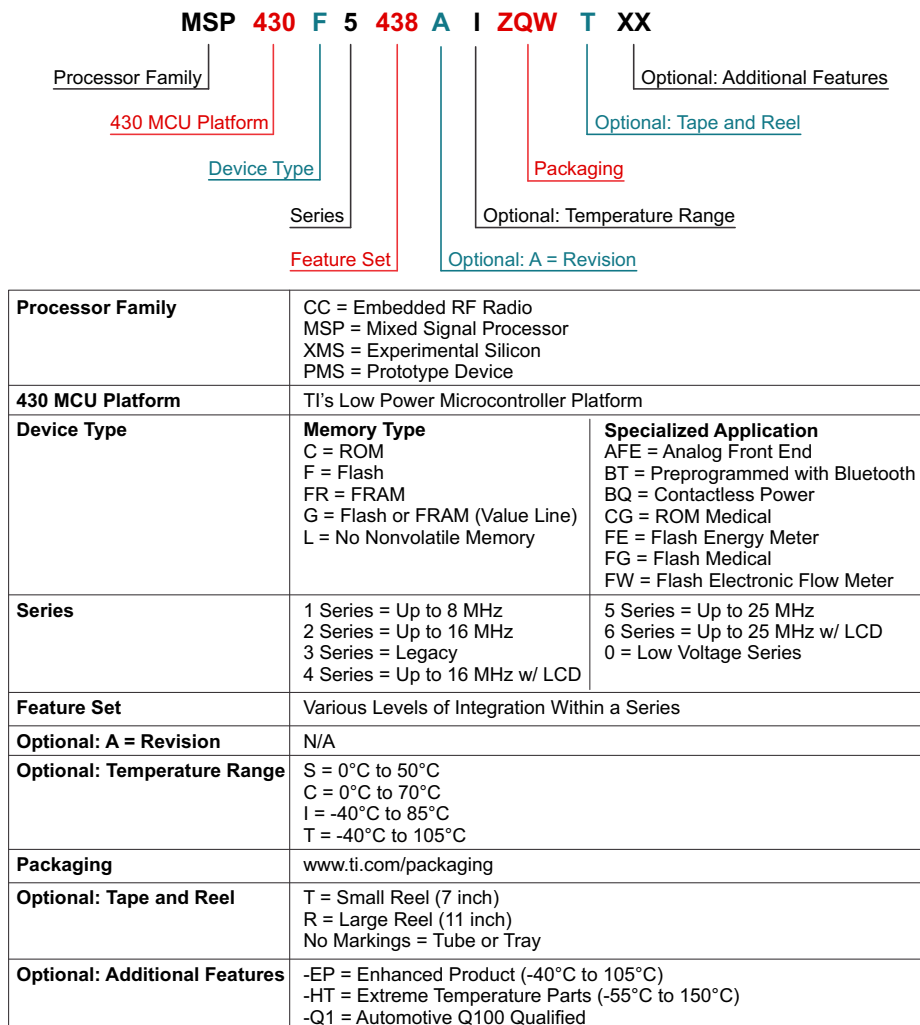 MSP 430 F 5 438 A I ZQW T XX
Processor Family
Optional: Additional Features
430 MCU Platform
Optional: Tape and Reel
Device Type
Packaging
Series
Optional: Temperature Range
Feature Set
Optional: A = Revision
Processor Family
CC = Embedded RF Radio
MSP = Mixed Signal Processor
XMS = Experimental Silicon
PMS = Prototype Device
430 MCU Platform
TI's Low Power Microcontroller Platform
Device Type
Memory Type
C = ROM
F = Flash
FR = FRAM
G = Flash or FRAM (Value Line)
L = No Nonvolatile Memory
Specialized Application
AFE = Analog Front End
BT = Preprogrammed with Bluetooth
BQ = Contactless Power
CG = ROM Medical
FE = Flash Energy Meter
FG = Flash Medical
FW = Flash Electronic Flow Meter
Series
1 Series = Up to 8 MHz
2 Series = Up to 16 MHz
3 Series = Legacy
4 Series = Up to 16 MHz w/ LCD
5 Series = Up to 25 MHz
6 Series = Up to 25 MHz w/ LCD
0 = Low Voltage Series
Feature Set
Various Levels of Integration Within a Series
Optional: A = Revision
N/A
Optional: Temperature Range
S = 0°C to 50°C
C = 0°C to 70°C
I = -40°C to 85°C
T = -40°C to 105°C
Packaging
www.ti.com/packaging
Optional: Tape and Reel
T = Small Reel (7 inch)
R = Large Reel (11 inch)
No Markings = Tube or Tray
Optional: Additional Features
-EP = Enhanced Product (-40°C to 105°C)
-HT = Extreme Temperature Parts (-55°C to 150°C)
-Q1 = Automotive Q100 Qualified